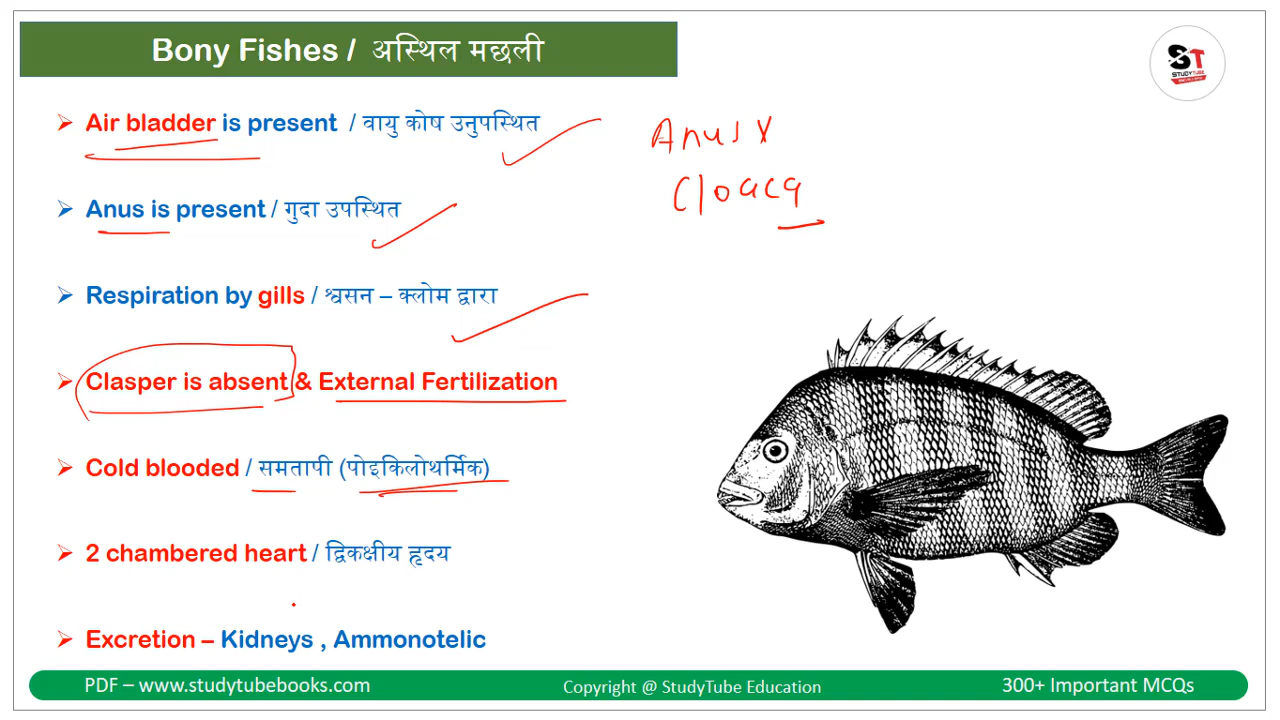 Bony Fishes / अस्थिल मछली
ST
STUDYTUBE
➢ Air bladder is present / वायु कोष उनुपस्थित
Anus X
Cloaca
➢ Anus is present / गुदा उपस्थित
➢ Respiration by gills / श्वसन – क्लोम द्वारा
➢ Clasper is absent & External Fertilization
➢ Cold blooded / समतापी (पोइकिलोथर्मिक)
➢ 2 chambered heart / द्विकक्षीय हृदय
➢ Excretion – Kidneys , Ammonotelic
PDF – www.studytubebooks.com
Copyright @ StudyTube Education
300+ Important MCQs